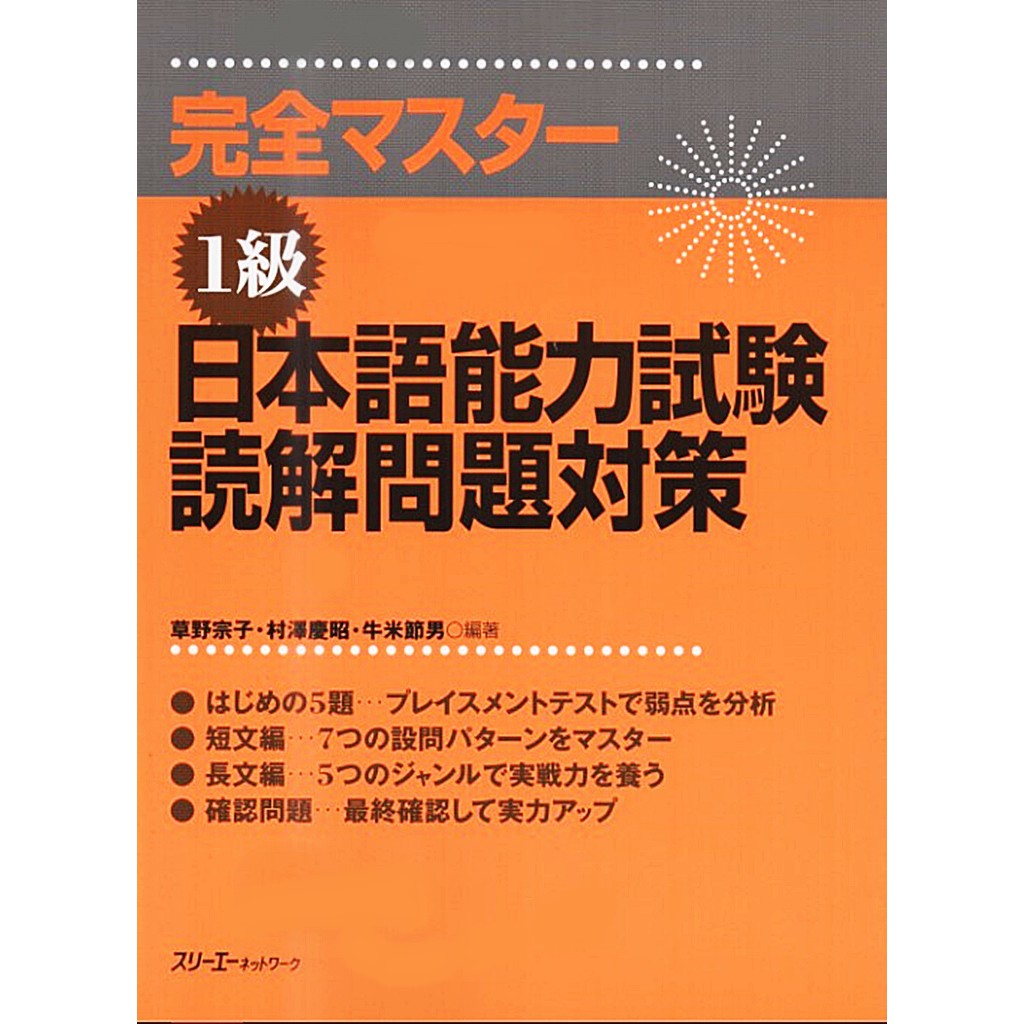 完全マスター
1級
日本語能力試験
読解問題対策
草野宗子・村澤慶昭・牛米節男○編著
● はじめの5題…プレイスメントテストで弱点を分析
● 短文編…7つの設問パターンをマスター
● 長文編…5つのジャンルで実戦力を養う
● 確認問題…最終確認して実力アップ
スリーエーネットワーク